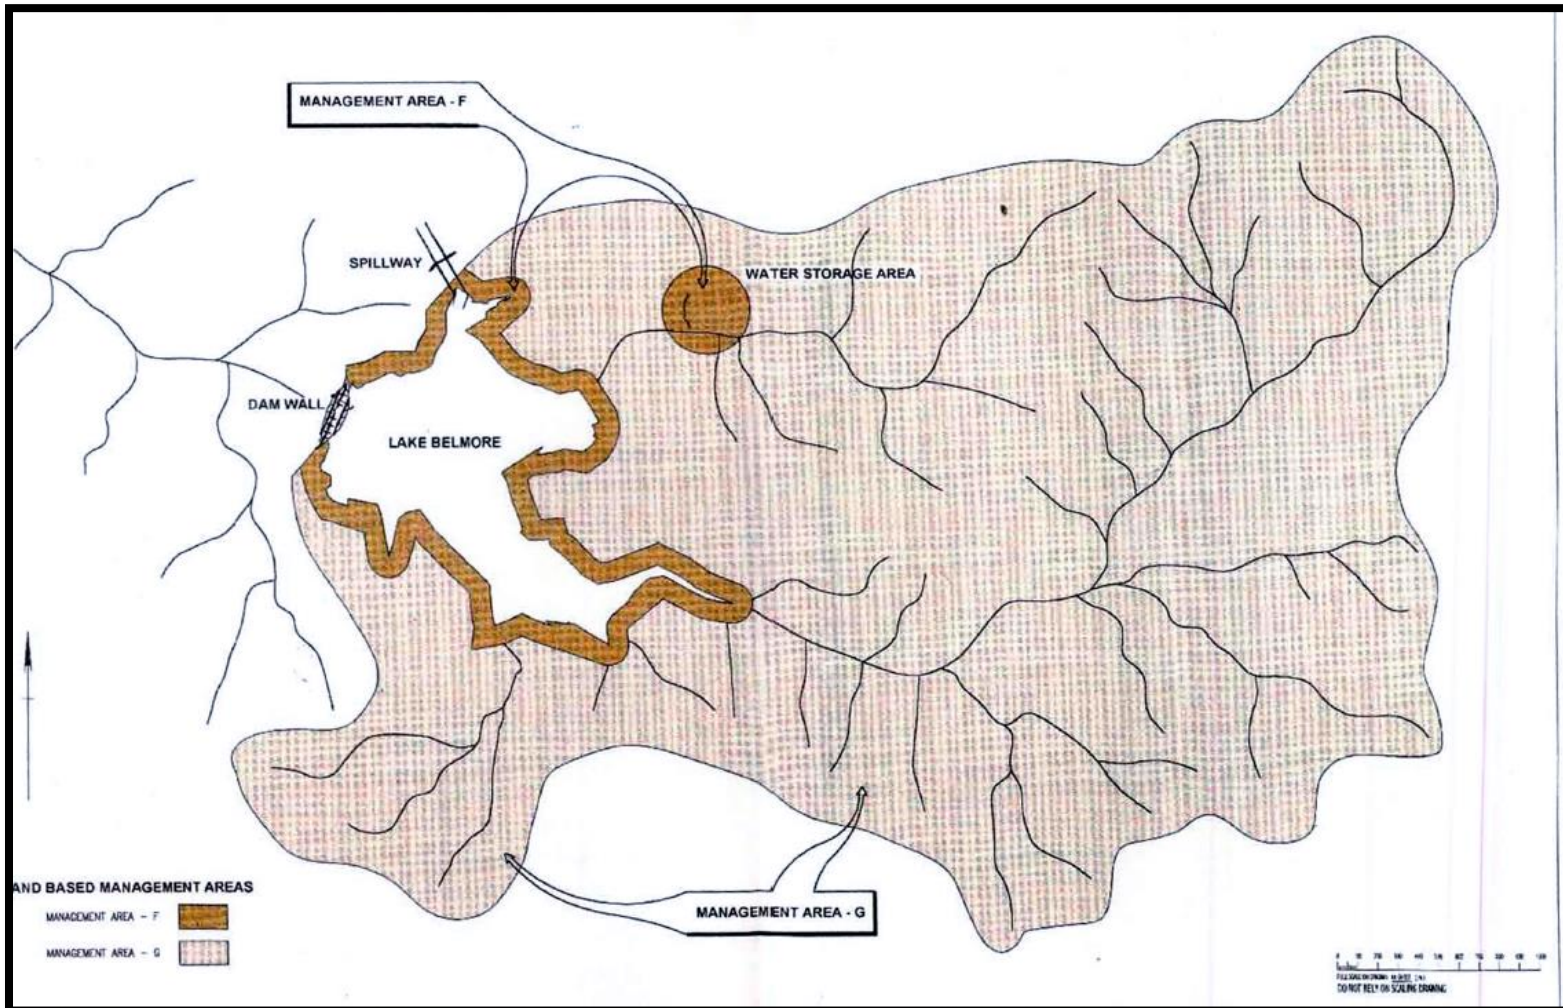 MANAGEMENT AREA - F
SPILLWAY
WATER STORAGE AREA
DAM WALL
LAKE BELMORE
AND BASED MANAGEMENT AREAS
MANAGEMENT AREA - F
MANAGEMENT AREA - G
MANAGEMENT AREA - G
DO NOT RELY ON SCALING DRAWING